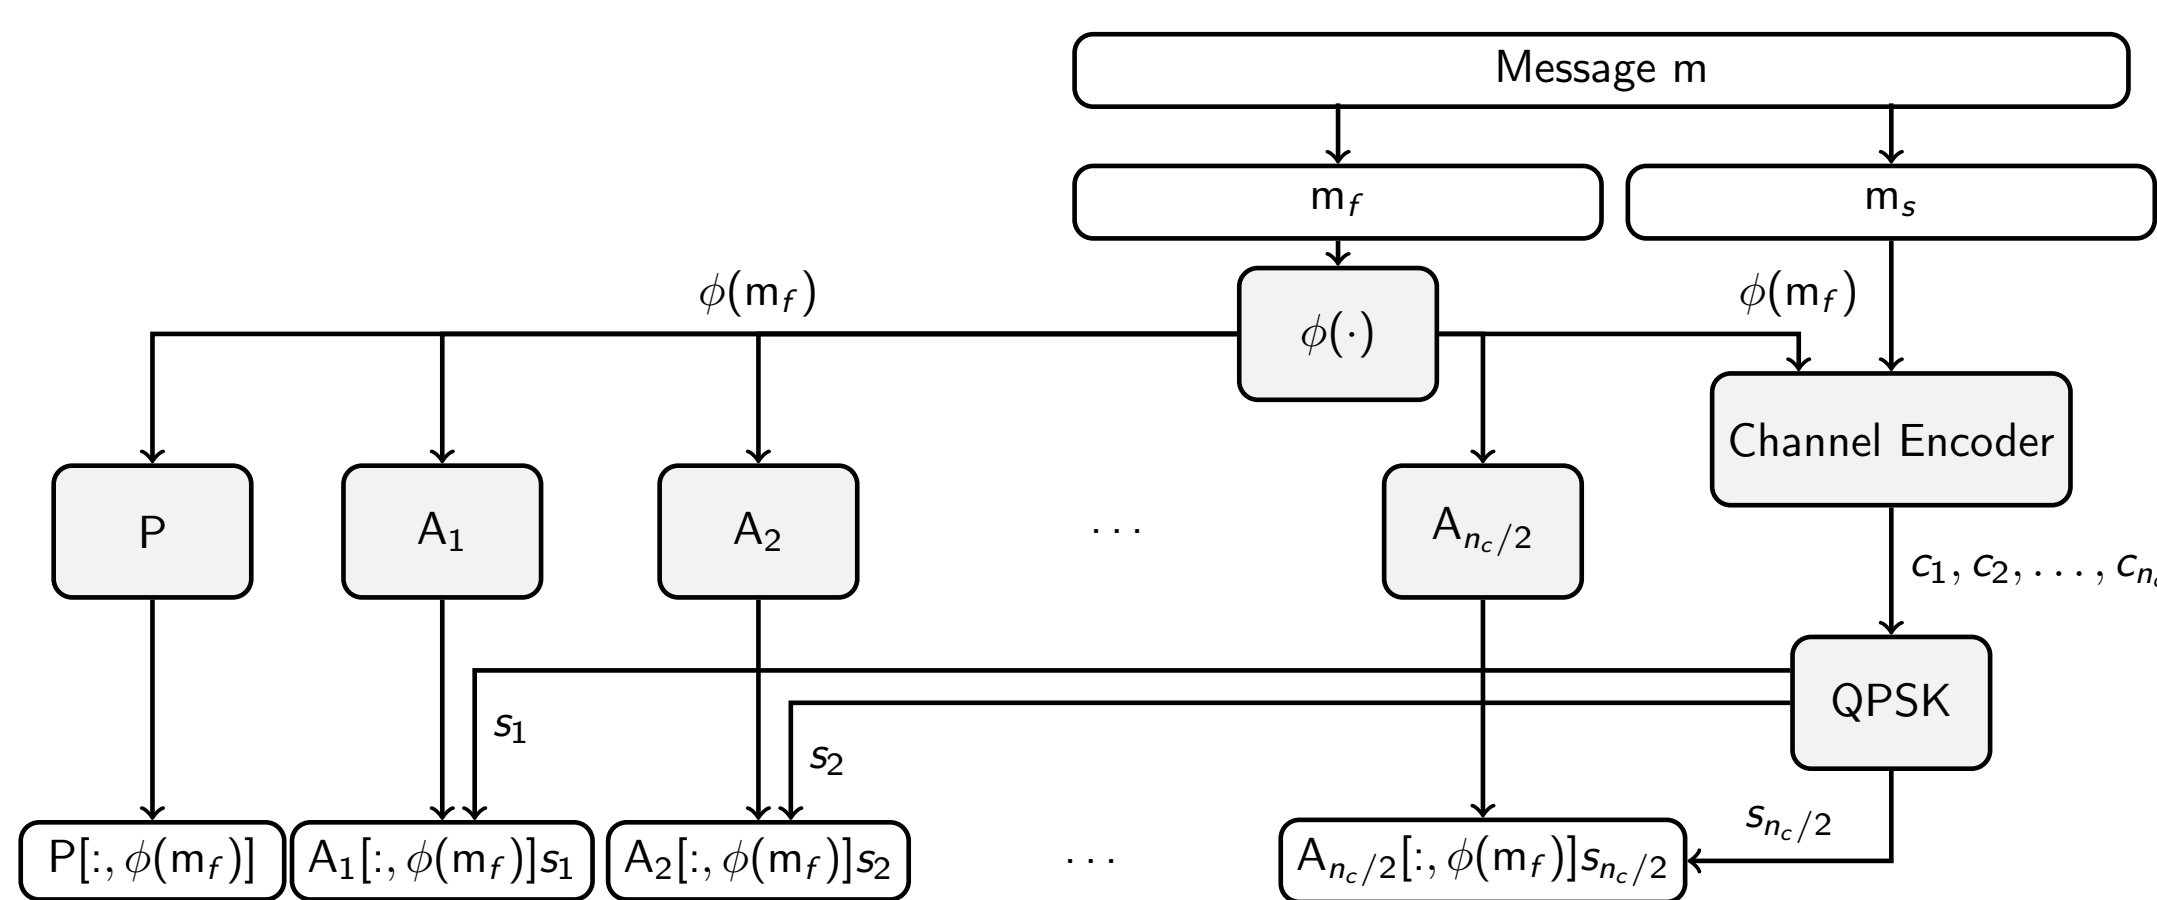 Message m
m_f
m_s
ϕ(m_f)
ϕ(·)
ϕ(m_f)
Channel Encoder
P
A_1
A_2
· · ·
A_{n_c/2}
c_1, c_2, . . . , c_n
QPSK
s_1
s_2
s_{n_c/2}
P[:, ϕ(m_f)]
A_1[:, ϕ(m_f)]s_1
A_2[:, ϕ(m_f)]s_2
· · ·
A_{n_c/2}[:, ϕ(m_f)]s_{n_c/2}